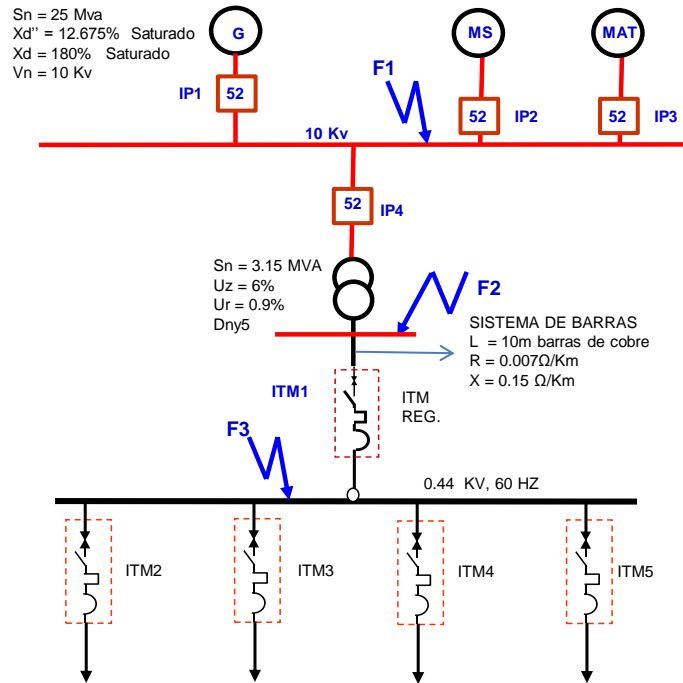 Sn = 25 Mva
Xd'' = 12.675% Saturado
Xd = 180% Saturado
Vn = 10 Kv
G
MS
MAT
IP1
52
F1
52
IP2
52
IP3
10 Kv
52
IP4
Sn = 3.15 MVA
Uz = 6%
Ur = 0.9%
Dny5
F2
SISTEMA DE BARRAS
L = 10m barras de cobre
R = 0.007Ω/Km
X = 0.15 Ω/Km
ITM1
ITM
REG.
F3
0.44 KV, 60 HZ
ITM2
ITM3
ITM4
ITM5